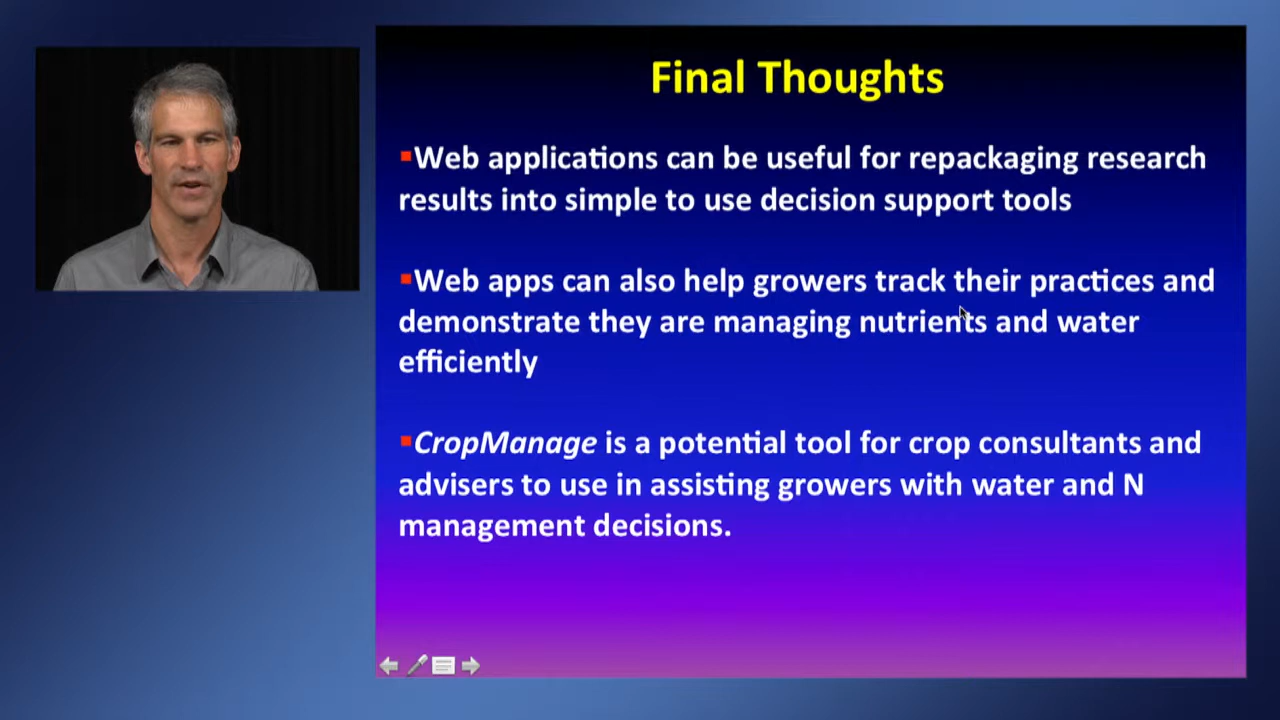 Final Thoughts
▪Web applications can be useful for repackaging research
results into simple to use decision support tools
▪Web apps can also help growers track their practices and
demonstrate they are managing nutrients and water
efficiently
▪CropManage is a potential tool for crop consultants and
advisers to use in assisting growers with water and N
management decisions.